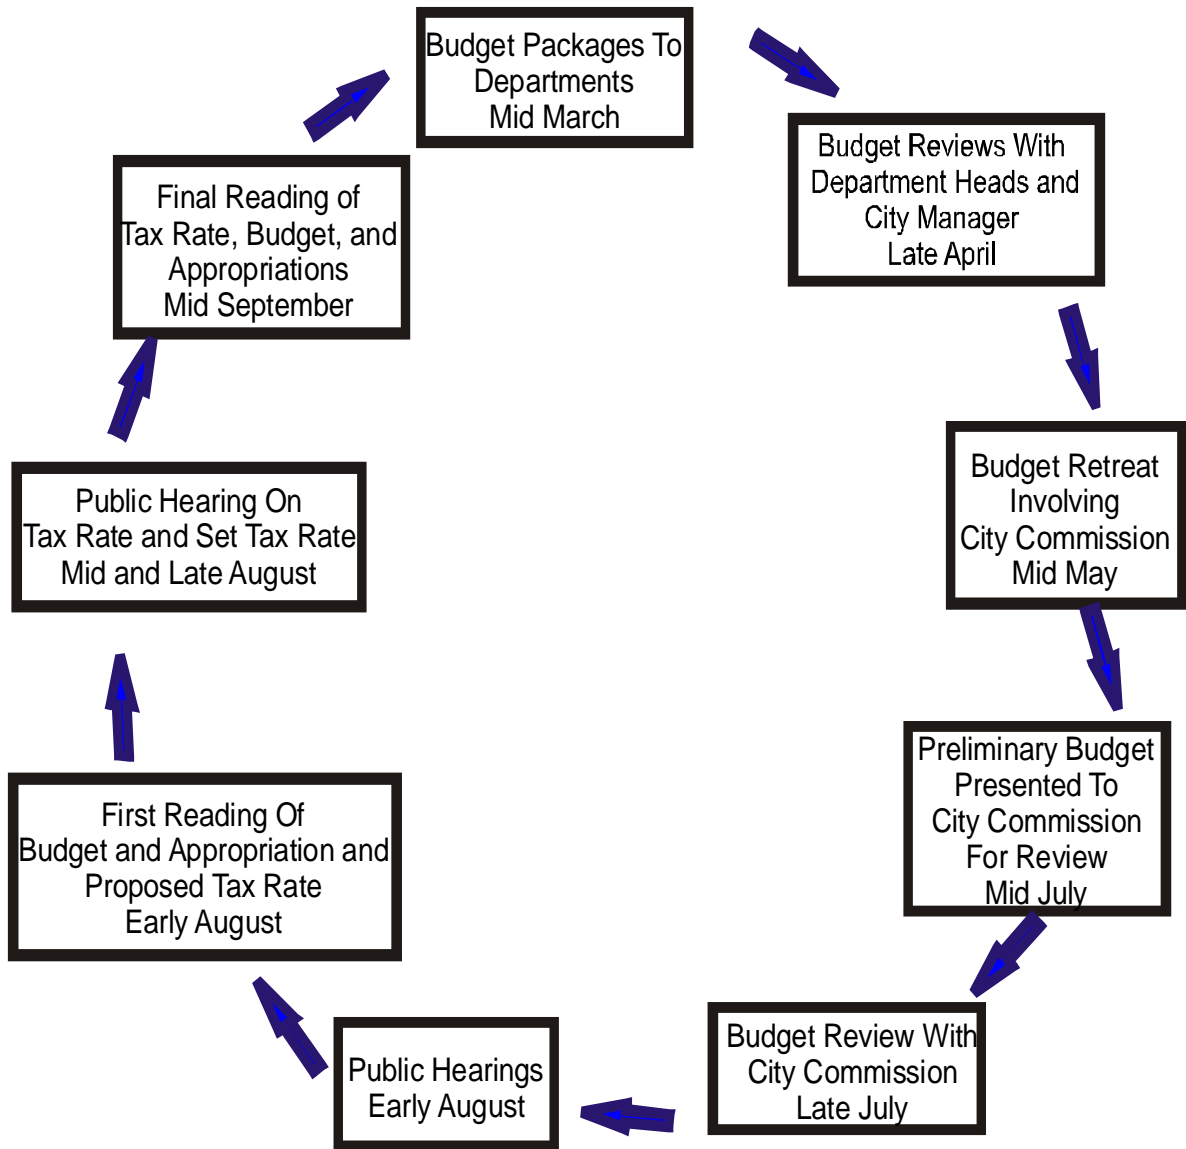 Budget Packages To
Departments
Mid March
Budget Reviews With
Department Heads and
City Manager
Late April
Budget Retreat
Involving
City Commission
Mid May
Preliminary Budget
Presented To
City Commission
For Review
Mid July
Budget Review With
City Commission
Late July
Public Hearings
Early August
First Reading Of
Budget and Appropriation and
Proposed Tax Rate
Early August
Public Hearing On
Tax Rate and Set Tax Rate
Mid and Late August
Final Reading of
Tax Rate, Budget, and
Appropriations
Mid September